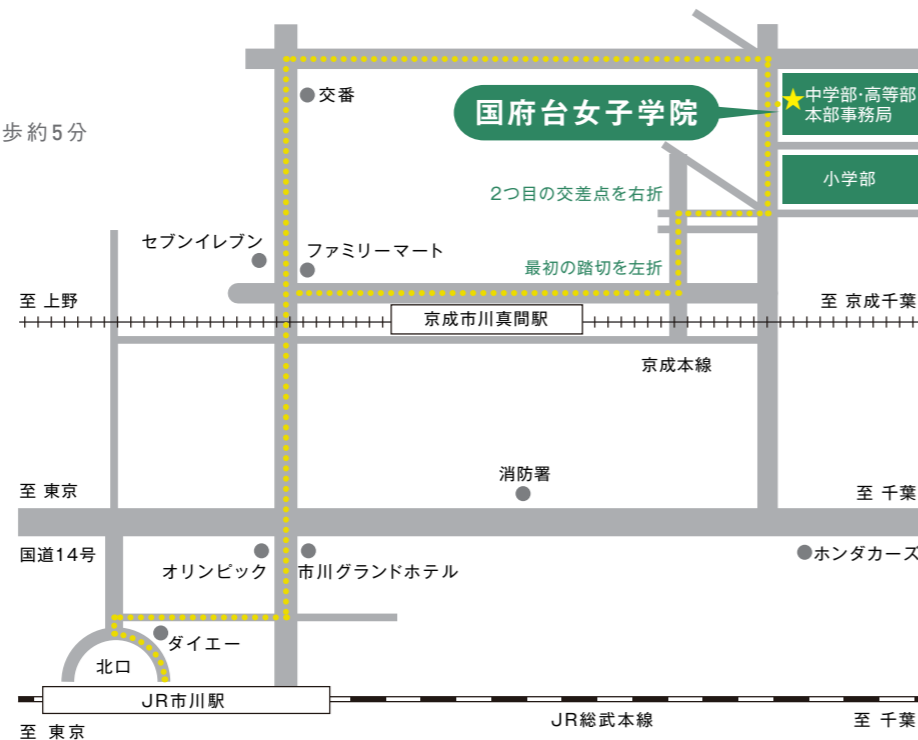 交番
国府台女子学院
中学部・高等部
本部事務局
歩約5分
小学部
2つ目の交差点を右折
セブンイレブン
ファミリーマート
最初の踏切を左折
至 上野
至 京成千葉
京成市川真間駅
京成本線
消防署
至 東京
至 千葉
国道14号
オリンピック
市川グランドホテル
ホンダカーズ
ダイエー
北口
JR市川駅
JR総武本線
至 千葉
至 東京